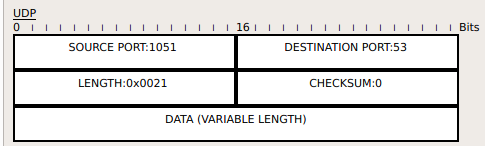 UDP
0 16 Bits
SOURCE PORT:1051 DESTINATION PORT:53
LENGTH:0x0021 CHECKSUM:0
DATA (VARIABLE LENGTH)